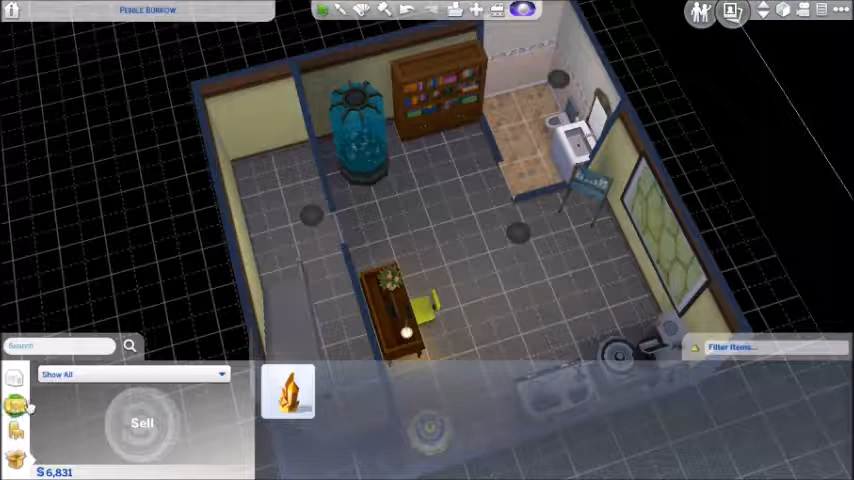 Pebble Burrow
Search
Filter Items...
Show All
Sell
§6,831